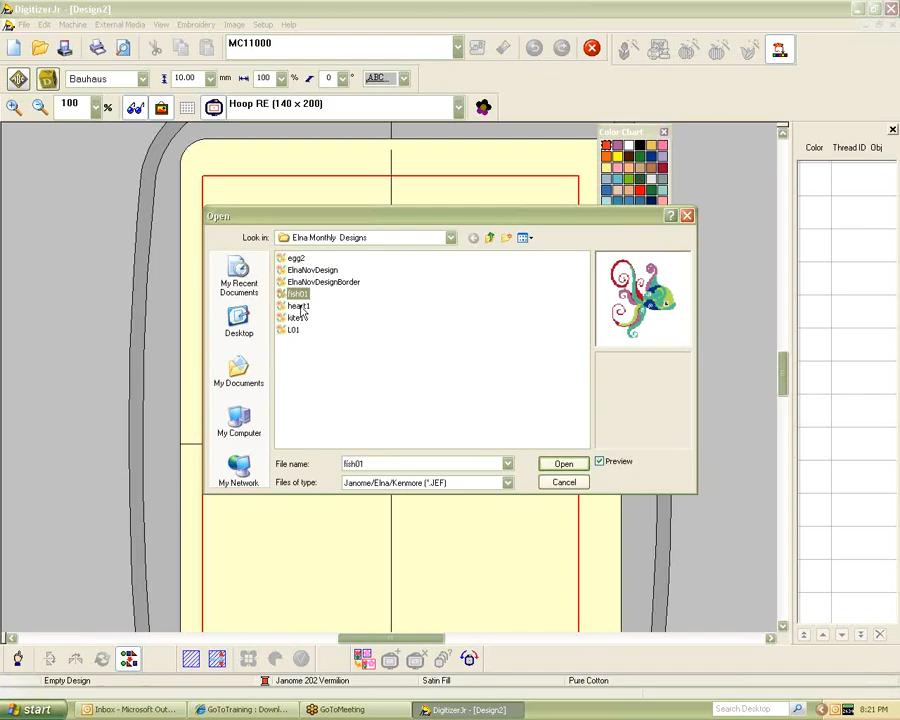 DigitizerJr - [Design2]
File Edit Machine External Media View Embroidery Image Setup Help
MC11000
Bauhaus 10.00 mm 100 % 0 ° ABC
100 % Hoop RE (140 x 200)
Color Chart
Color Thread ID Obj
Open
Look in: Elna Monthly Designs
egg2
ElnaNovDesign
ElnaNovDesignBorder
fish01
heart1
L01
My Recent
Documents
Desktop
My Documents
My Computer
My Network
File name: fish01 Open Preview
Files of type: Janome/Elna/Kenmore (*.JEF) Cancel
Empty Design Janome 202 Vermilion Satin Fill Pure Cotton
start Inbox - Microsoft Out... GoToTraining : Downl... GoToMeeting DigitizerJr - [Design2] Search Desktop 8:21 PM